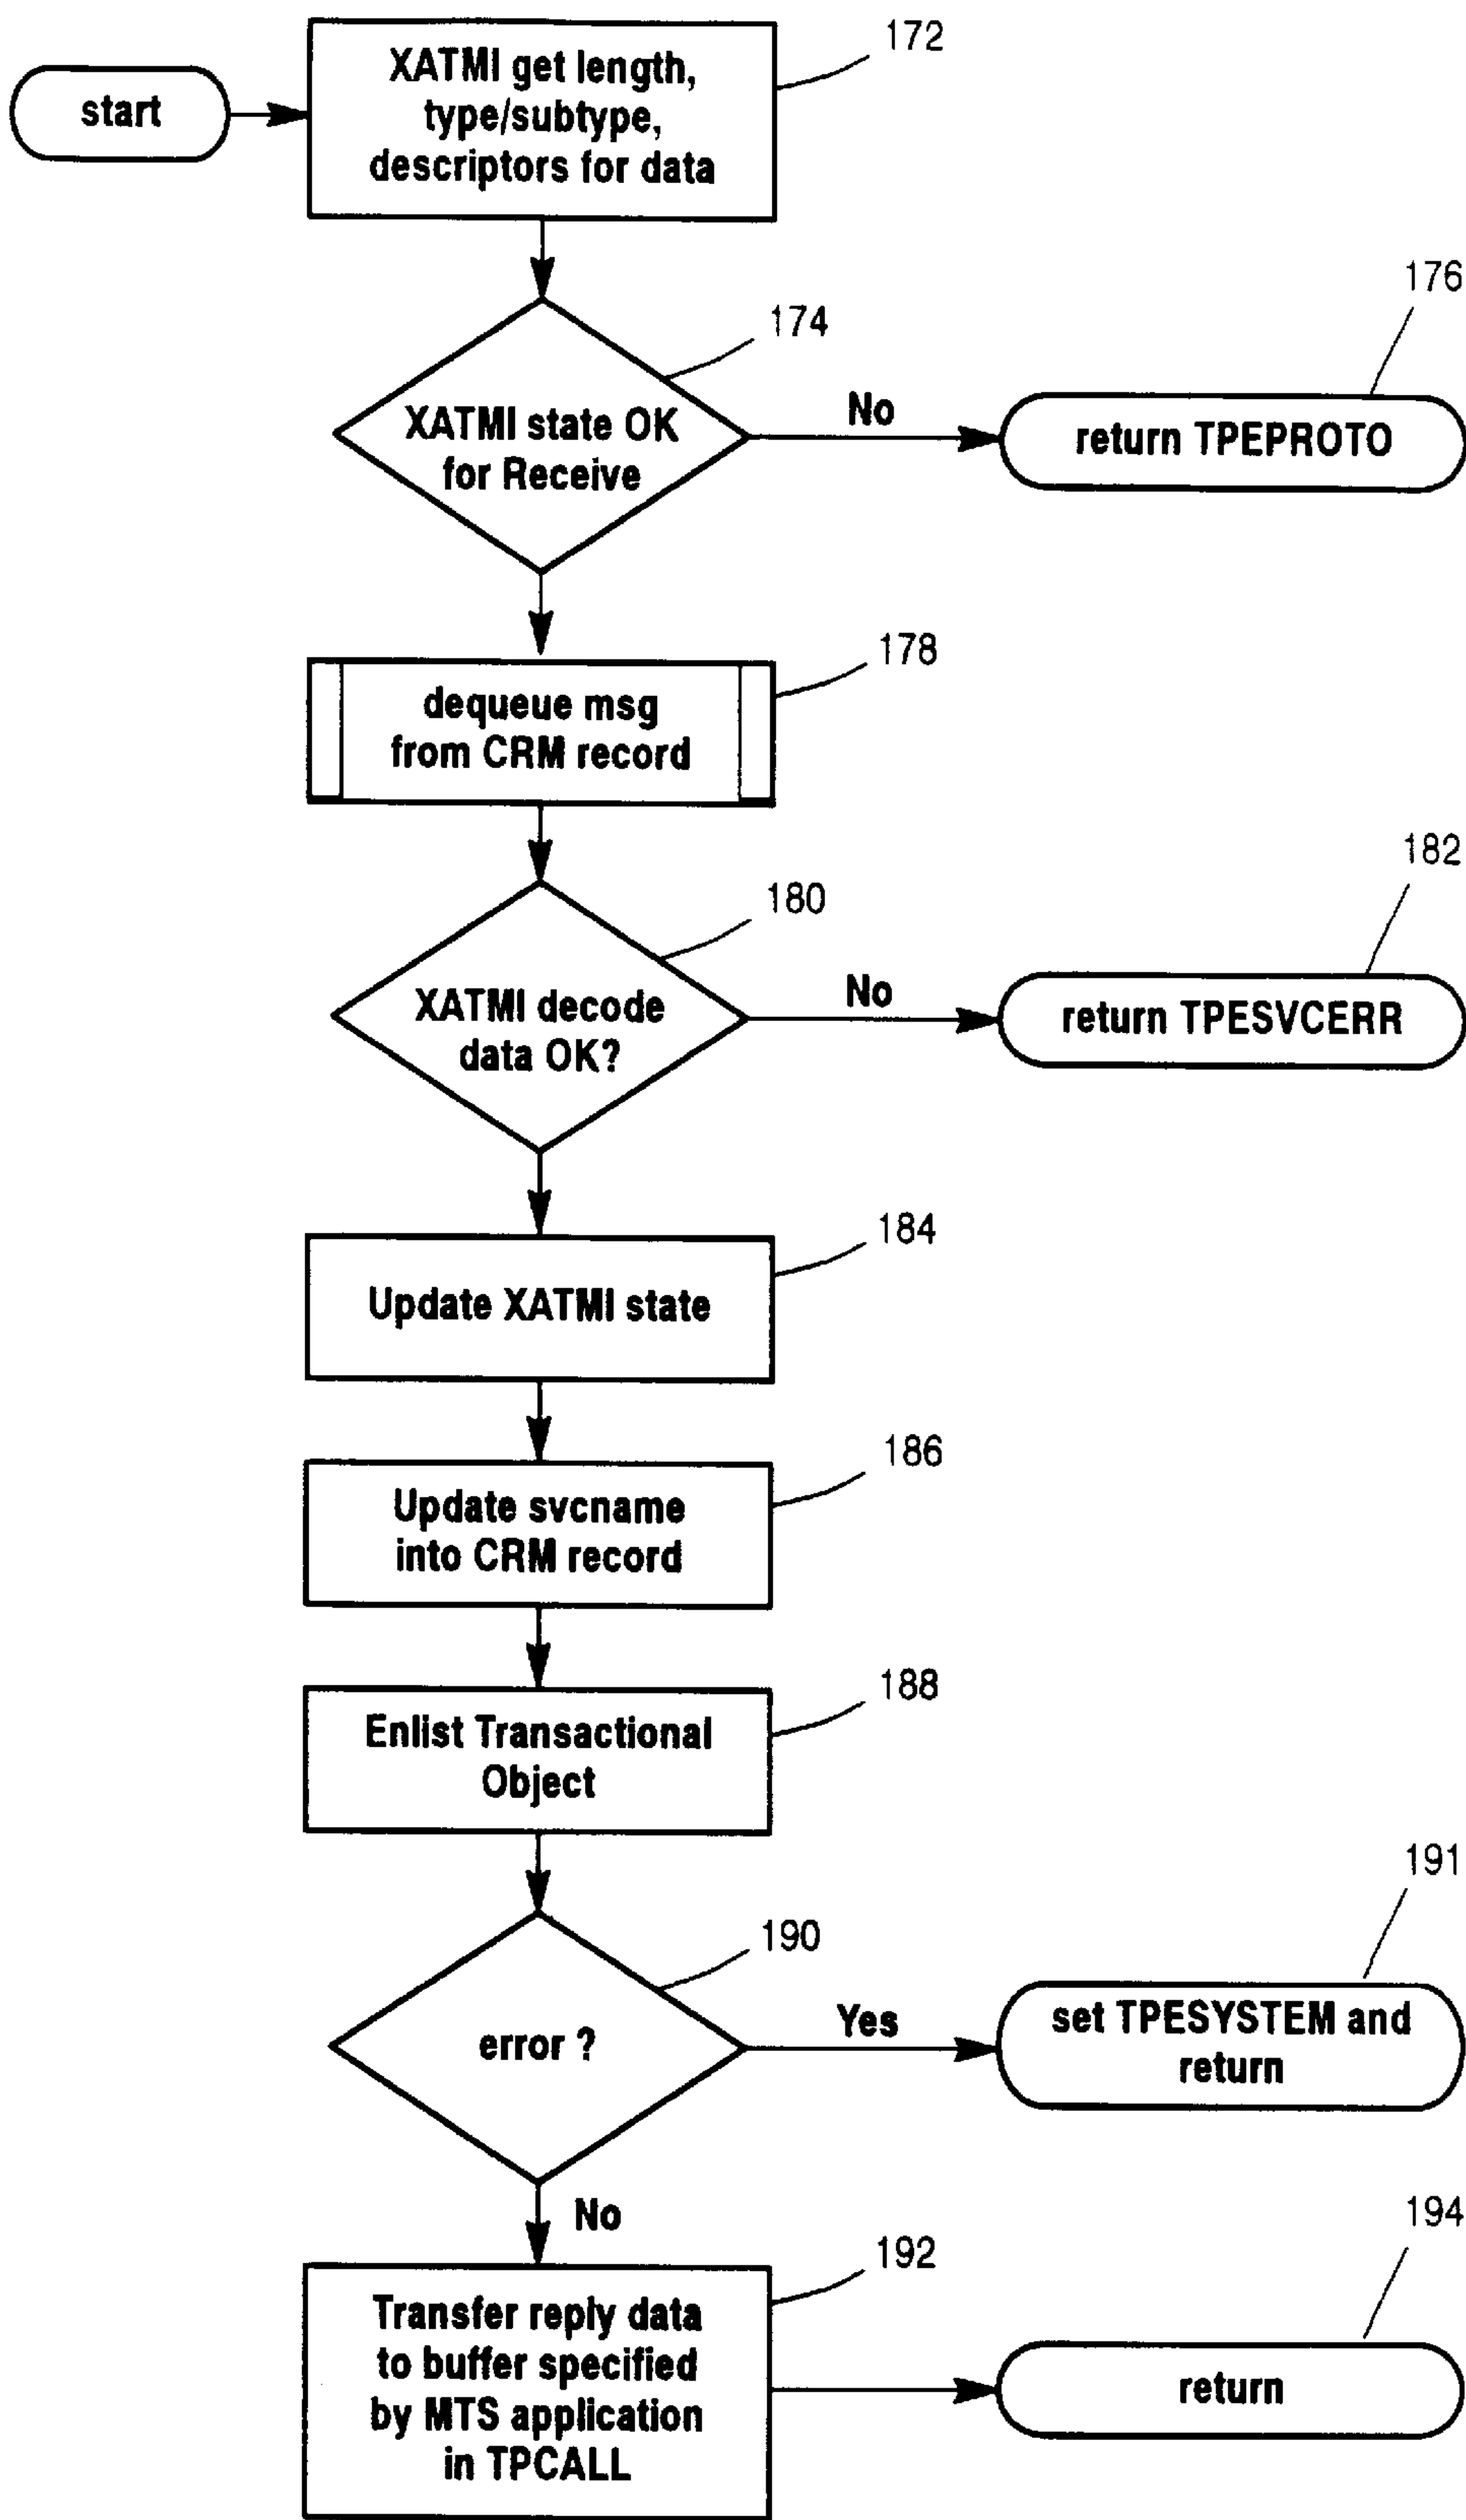 172
XATMI get length,
type/subtype,
descriptors for data
start
176
174
XATMI state OK
for Receive
No
return TPEPROTO
178
dequeue msg
from CRM record
182
180
XATMI decode
data OK?
No
return TPESVCERR
184
Update XATMI state
186
Update svcname
into CRM record
188
Enlist Transactional
Object
191
190
error ?
Yes
set TPESYSTEM and
return
No
194
192
Transfer reply data
to buffer specified
by MTS application
in TPCALL
return